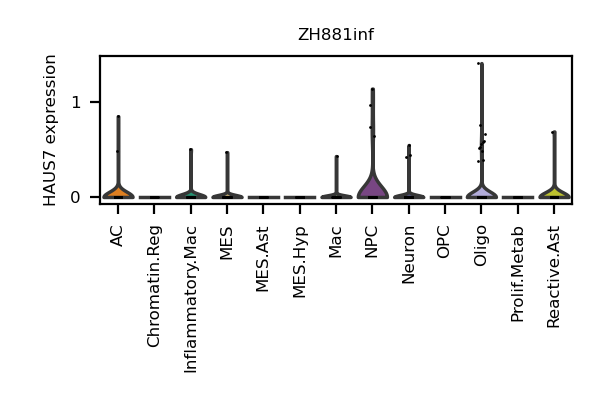 ZH881inf
HAUS7 expression
1
0
AC
Chromatin.Reg
Inflammatory.Mac
MES
MES.Ast
MES.Hyp
Mac
NPC
Neuron
OPC
Oligo
Prolif.Metab
Reactive.Ast